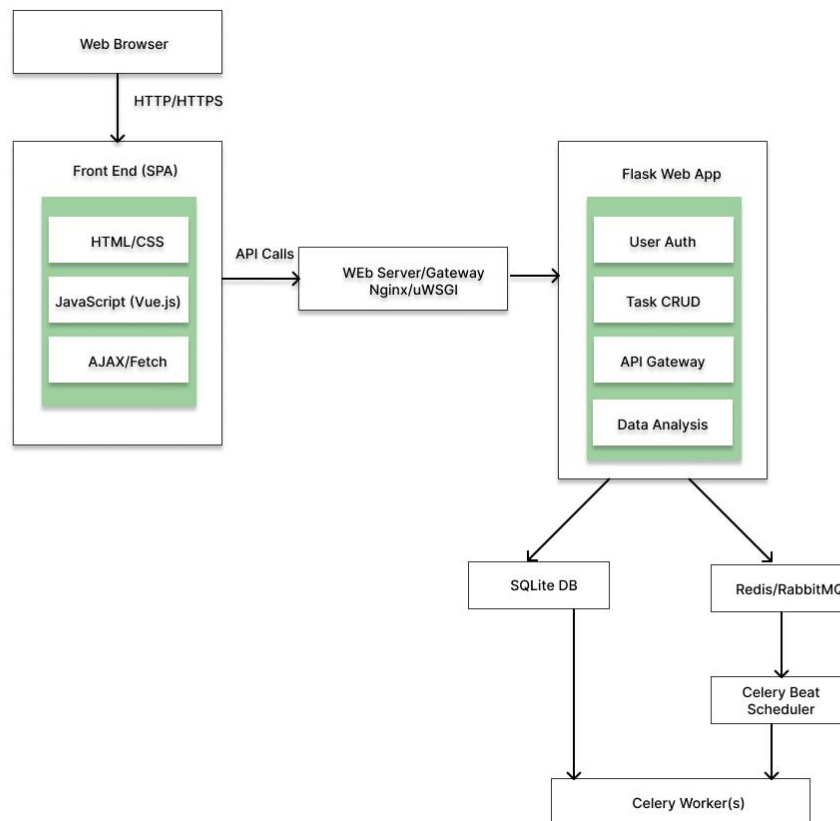 Web Browser
HTTP/HTTPS
Front End (SPA)
HTML/CSS
JavaScript (Vue.js)
AJAX/Fetch
API Calls
WEb Server/Gateway
Nginx/uWSGI
Flask Web App
User Auth
Task CRUD
API Gateway
Data Analysis
SQLite DB
Redis/RabbitMQ
Celery Beat
Scheduler
Celery Worker(s)